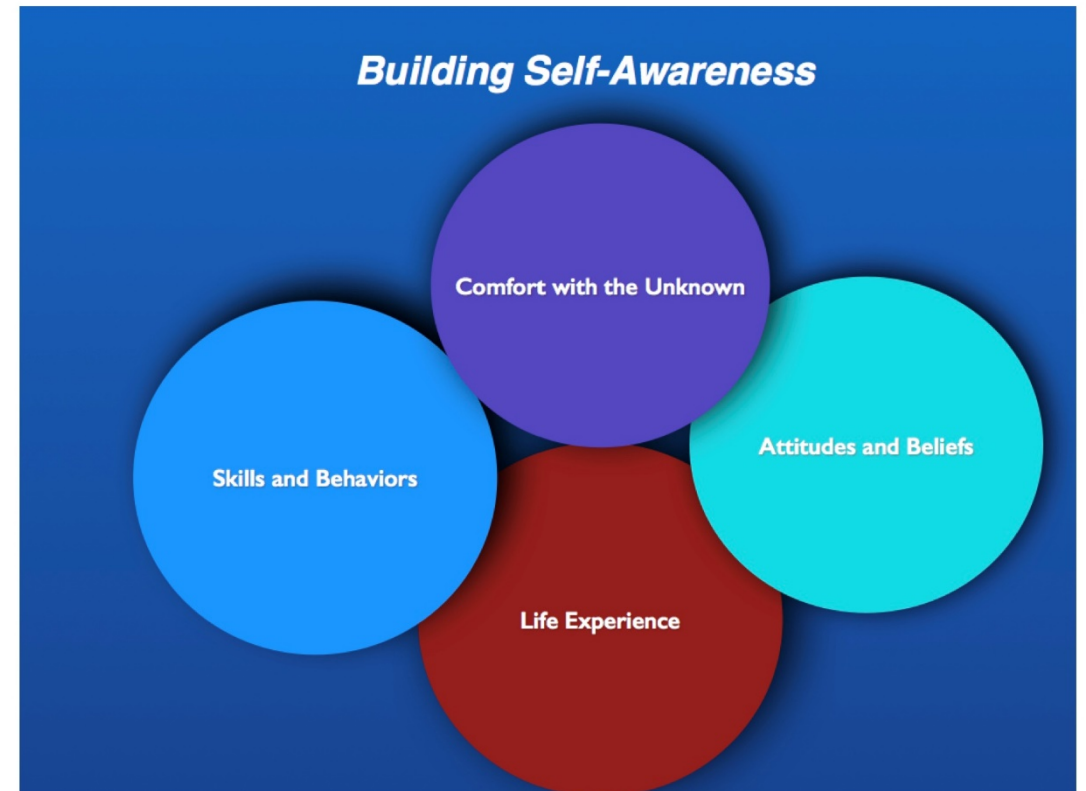 Building Self-Awareness
Comfort with the Unknown
Attitudes and Beliefs
Skills and Behaviors
Life Experience